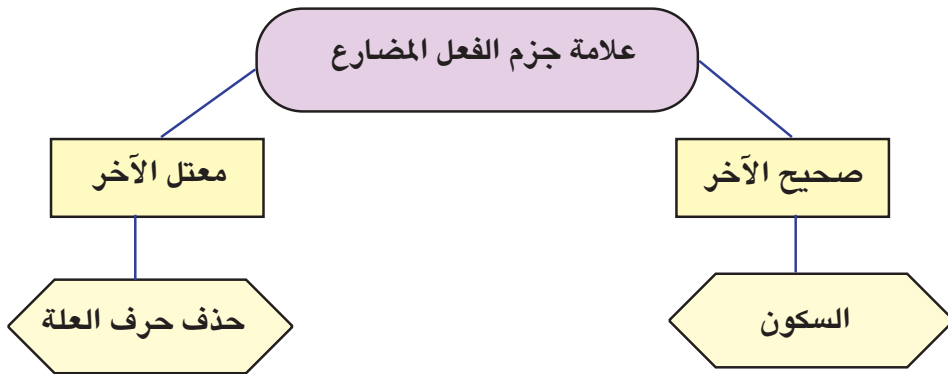 علامة جزم الفعل المضارع
صحيح الآخر
معتل الآخر
السكون
حذف حرف العلة